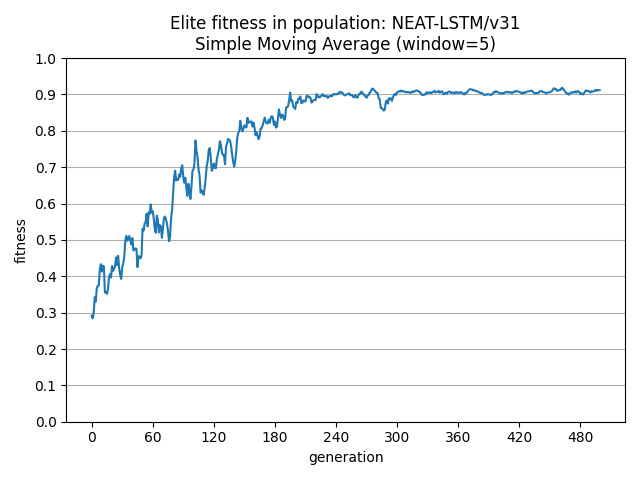 Elite fitness in population: NEAT-LSTM/v31
Simple Moving Average (window=5)
1.0
0.9
0.8
0.7
0.6
0.5
0.4
0.3
0.2
0.1
0.0
fitness
0 60 120 180 240 300 360 420 480
generation